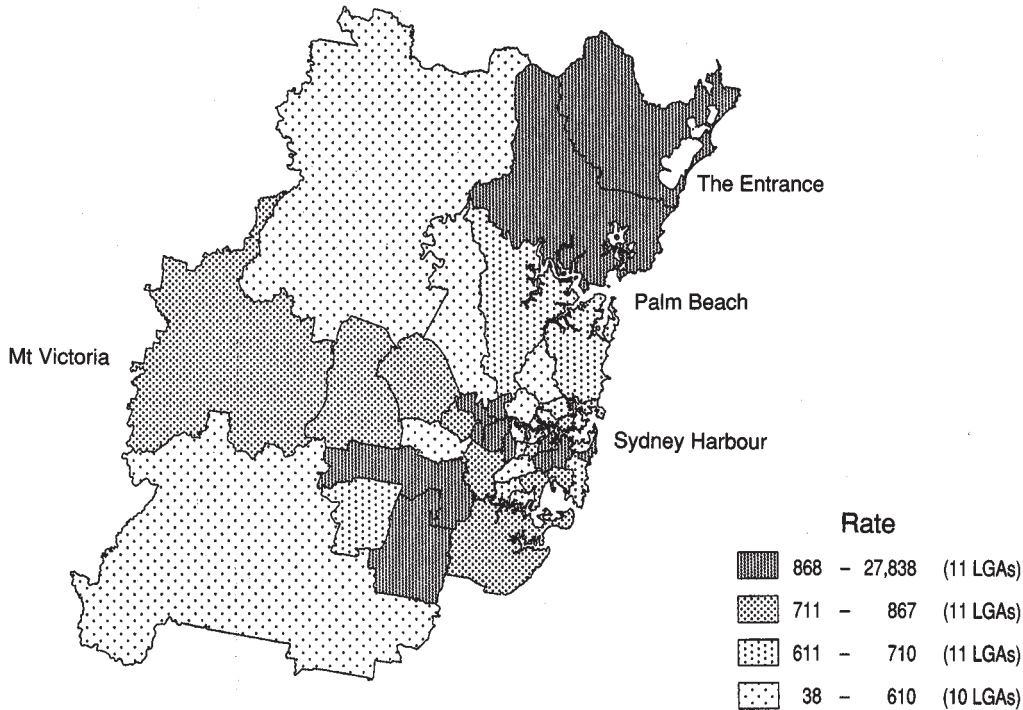 The Entrance
Palm Beach
Mt Victoria
Sydney Harbour
Rate
868 – 27,838 (11 LGAs)
711 – 867 (11 LGAs)
611 – 710 (11 LGAs)
38 – 610 (10 LGAs)